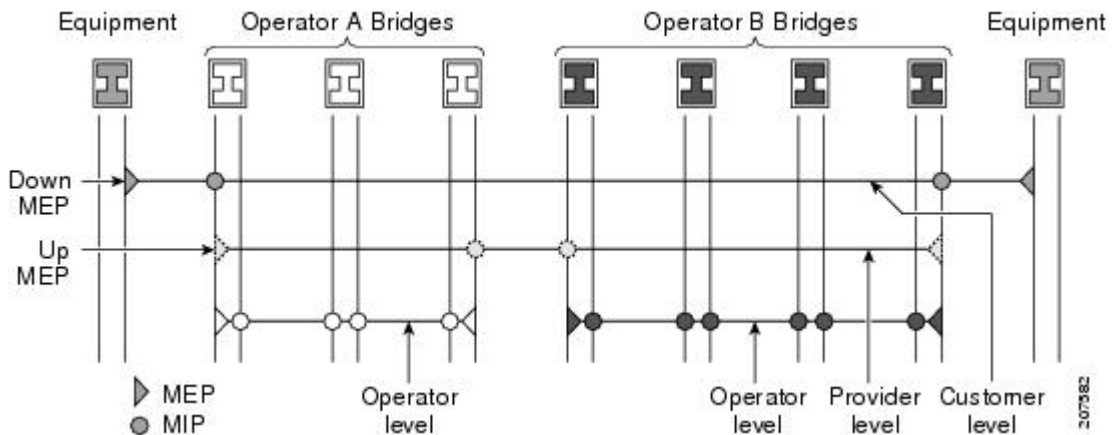 Equipment
Operator A Bridges
Operator B Bridges
Equipment
Down
MEP
Up
MEP
MEP
MIP
Operator
level
Operator
level
Provider
level
Customer
level
207582